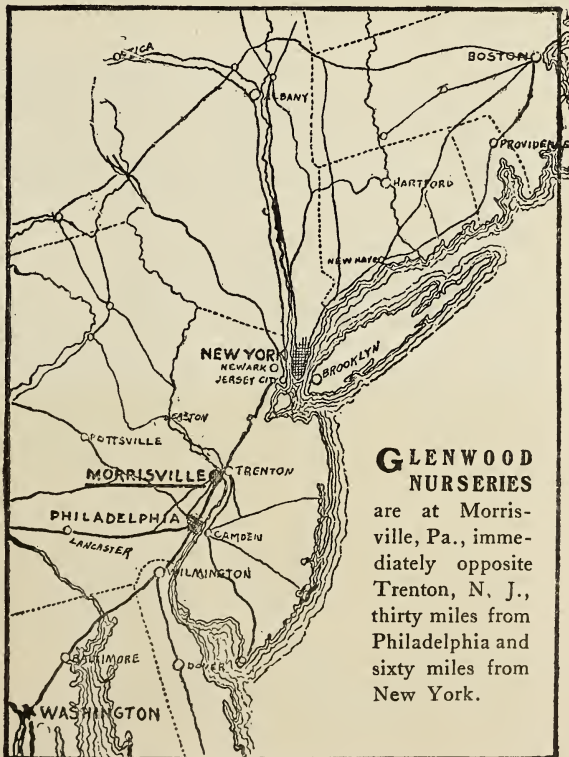 UTICA
BOSTON
ALBANY
PROVIDENCE
HARTFORD
NEW HAVEN
NEW YORK
NEWARK
JERSEY CITY
BROOKLYN
EASTON
POTTSVILLE
MORRISVILLE
TRENTON
PHILADELPHIA
CAMDEN
LANCASTER
WILMINGTON
BALTIMORE
DOVER
WASHINGTON
GLENWOOD
NURSERIES
are at Morris-
ville, Pa., imme-
diately opposite
Trenton, N. J.,
thirty miles from
Philadelphia and
sixty miles from
New York.